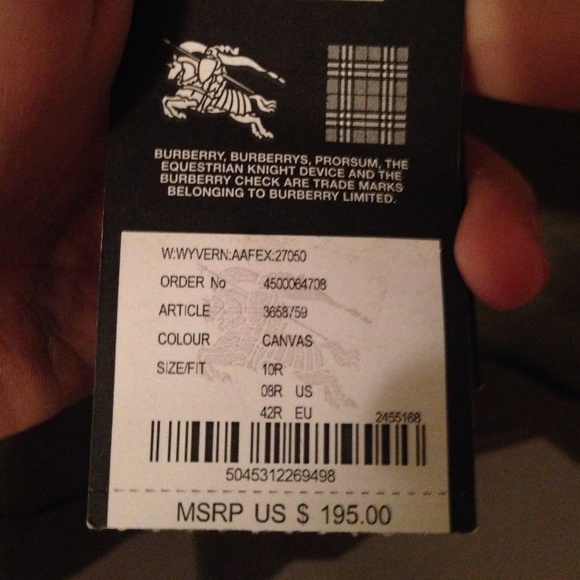 BURBERRY, BURBERRYS, PRORSUM, THE
EQUESTRIAN KNIGHT DEVICE AND THE
BURBERRY CHECK ARE TRADE MARKS
BELONGING TO BURBERRY LIMITED.
W:WYVERN:AAFEX:27050
ORDER No 4500064708
ARTICLE 3658759
COLOUR CANVAS
SIZE/FIT 10R
08R US
42R EU
2455168
5045312269498
MSRP US $ 195.00